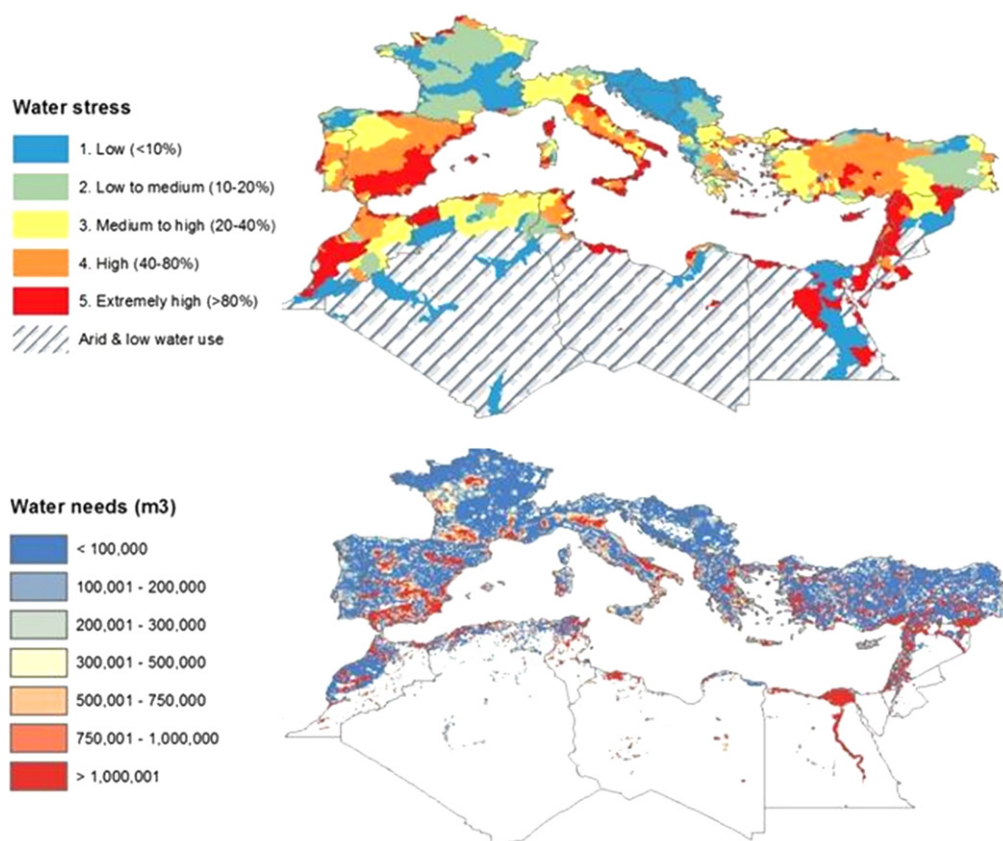 Water stress
1. Low (<10%)
2. Low to medium (10-20%)
3. Medium to high (20-40%)
4. High (40-80%)
5. Extremely high (>80%)
Arid & low water use
Water needs (m3)
< 100,000
100,001 - 200,000
200,001 - 300,000
300,001 - 500,000
500,001 - 750,000
750,001 - 1,000,000
> 1,000,001